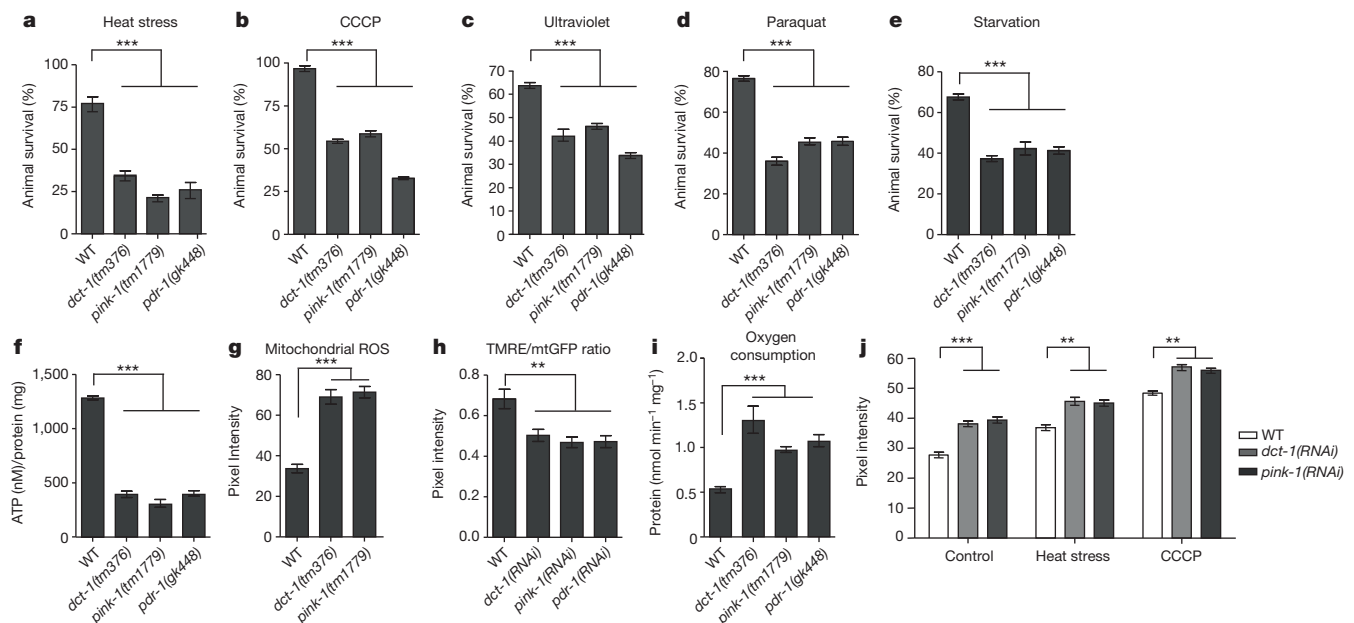 a Heat stress
***
Animal survival (%)
100
75
50
25
0
WT
dct-1(tm376)
pink-1(tm1779)
pdr-1(gk448)
b CCCP
***
Animal survival (%)
100
75
50
25
0
WT
dct-1(tm376)
pink-1(tm1779)
pdr-1(gk448)
c Ultraviolet
***
Animal survival (%)
70
60
50
40
30
20
10
0
WT
dct-1(tm376)
pink-1(tm1779)
pdr-1(gk448)
d Paraquat
***
Animal survival (%)
80
60
40
20
0
WT
dct-1(tm376)
pink-1(tm1779)
pdr-1(gk448)
e Starvation
***
Animal survival (%)
80
60
40
20
0
WT
dct-1(tm376)
pink-1(tm1779)
pdr-1(gk448)
f
***
ATP (nM)/protein (mg)
1,500
1,000
500
0
WT
dct-1(tm376)
pink-1(tm1779)
pdr-1(gk448)
g Mitochondrial ROS
***
Pixel Intensity
80
60
40
20
0
WT
dct-1(tm376)
pink-1(tm1779)
h TMRE/mtGFP ratio
**
Pixel intensity
0.8
0.6
0.4
0.2
0
WT
dct-1(RNAi)
pink-1(RNAi)
pdr-1(RNAi)
i Oxygen
consumption
***
Protein (nmol min⁻¹ mg⁻¹)
2.0
1.5
1.0
0.5
0
WT
dct-1(tm376)
pink-1(tm1779)
pdr-1(gk448)
j
*** ** **
Pixel intensity
60
50
40
30
20
10
0
Control Heat stress CCCP
WT
dct-1(RNAi)
pink-1(RNAi)